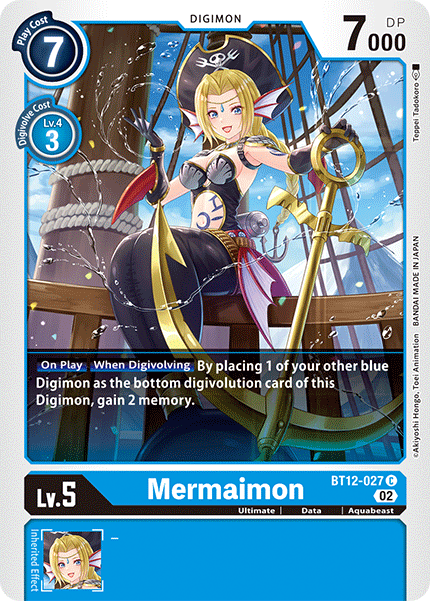 DIGIMON
Play Cost
7
7000
DP
Digivolve Cost
Lv.4
3
Teppei Tadokoro
©Akiyoshi Hongo, Toei Animation BANDAI MADE IN JAPAN
On Play When Digivolving By placing 1 of your other blue
Digimon as the bottom digivolution card of this
Digimon, gain 2 memory.
Lv.5
Mermaimon
BT12-027 C
02
Ultimate | Data | Aquabeast
Inherited Effect
–